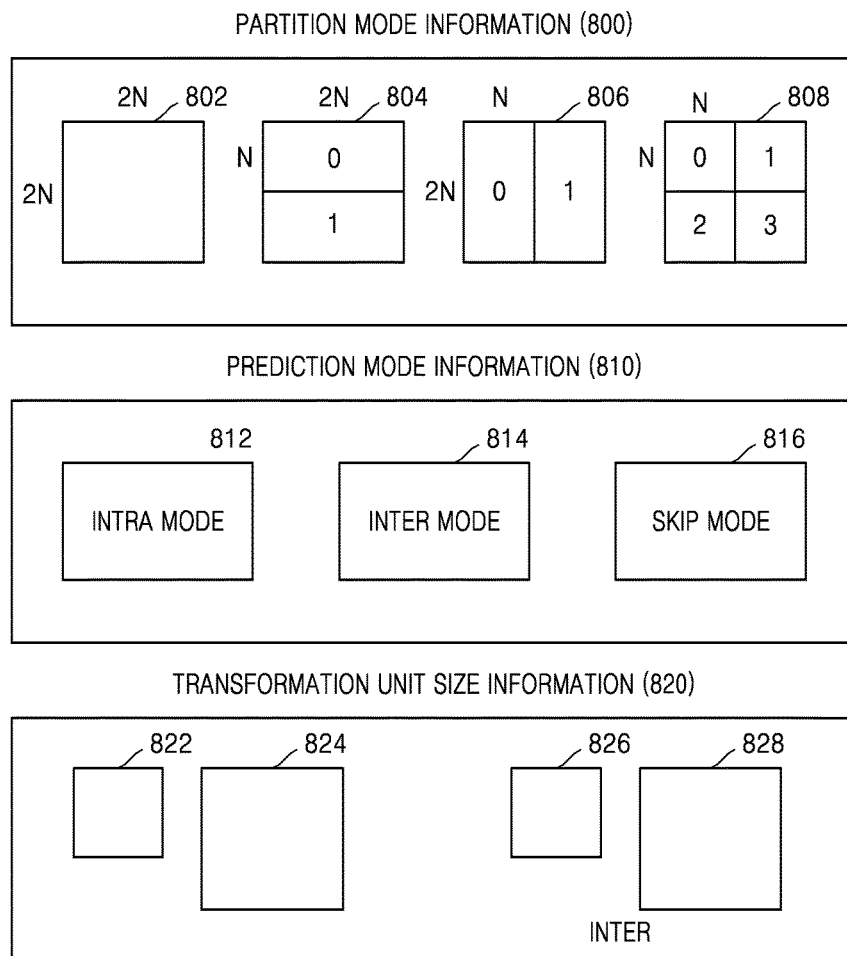 PARTITION MODE INFORMATION (800)
2N 802 2N 804 N 806 N 808
2N N 0 2N 0 1 N 0 1
1 2 3
PREDICTION MODE INFORMATION (810)
812 814 816
INTRA MODE INTER MODE SKIP MODE
TRANSFORMATION UNIT SIZE INFORMATION (820)
822 824 826 828
INTER